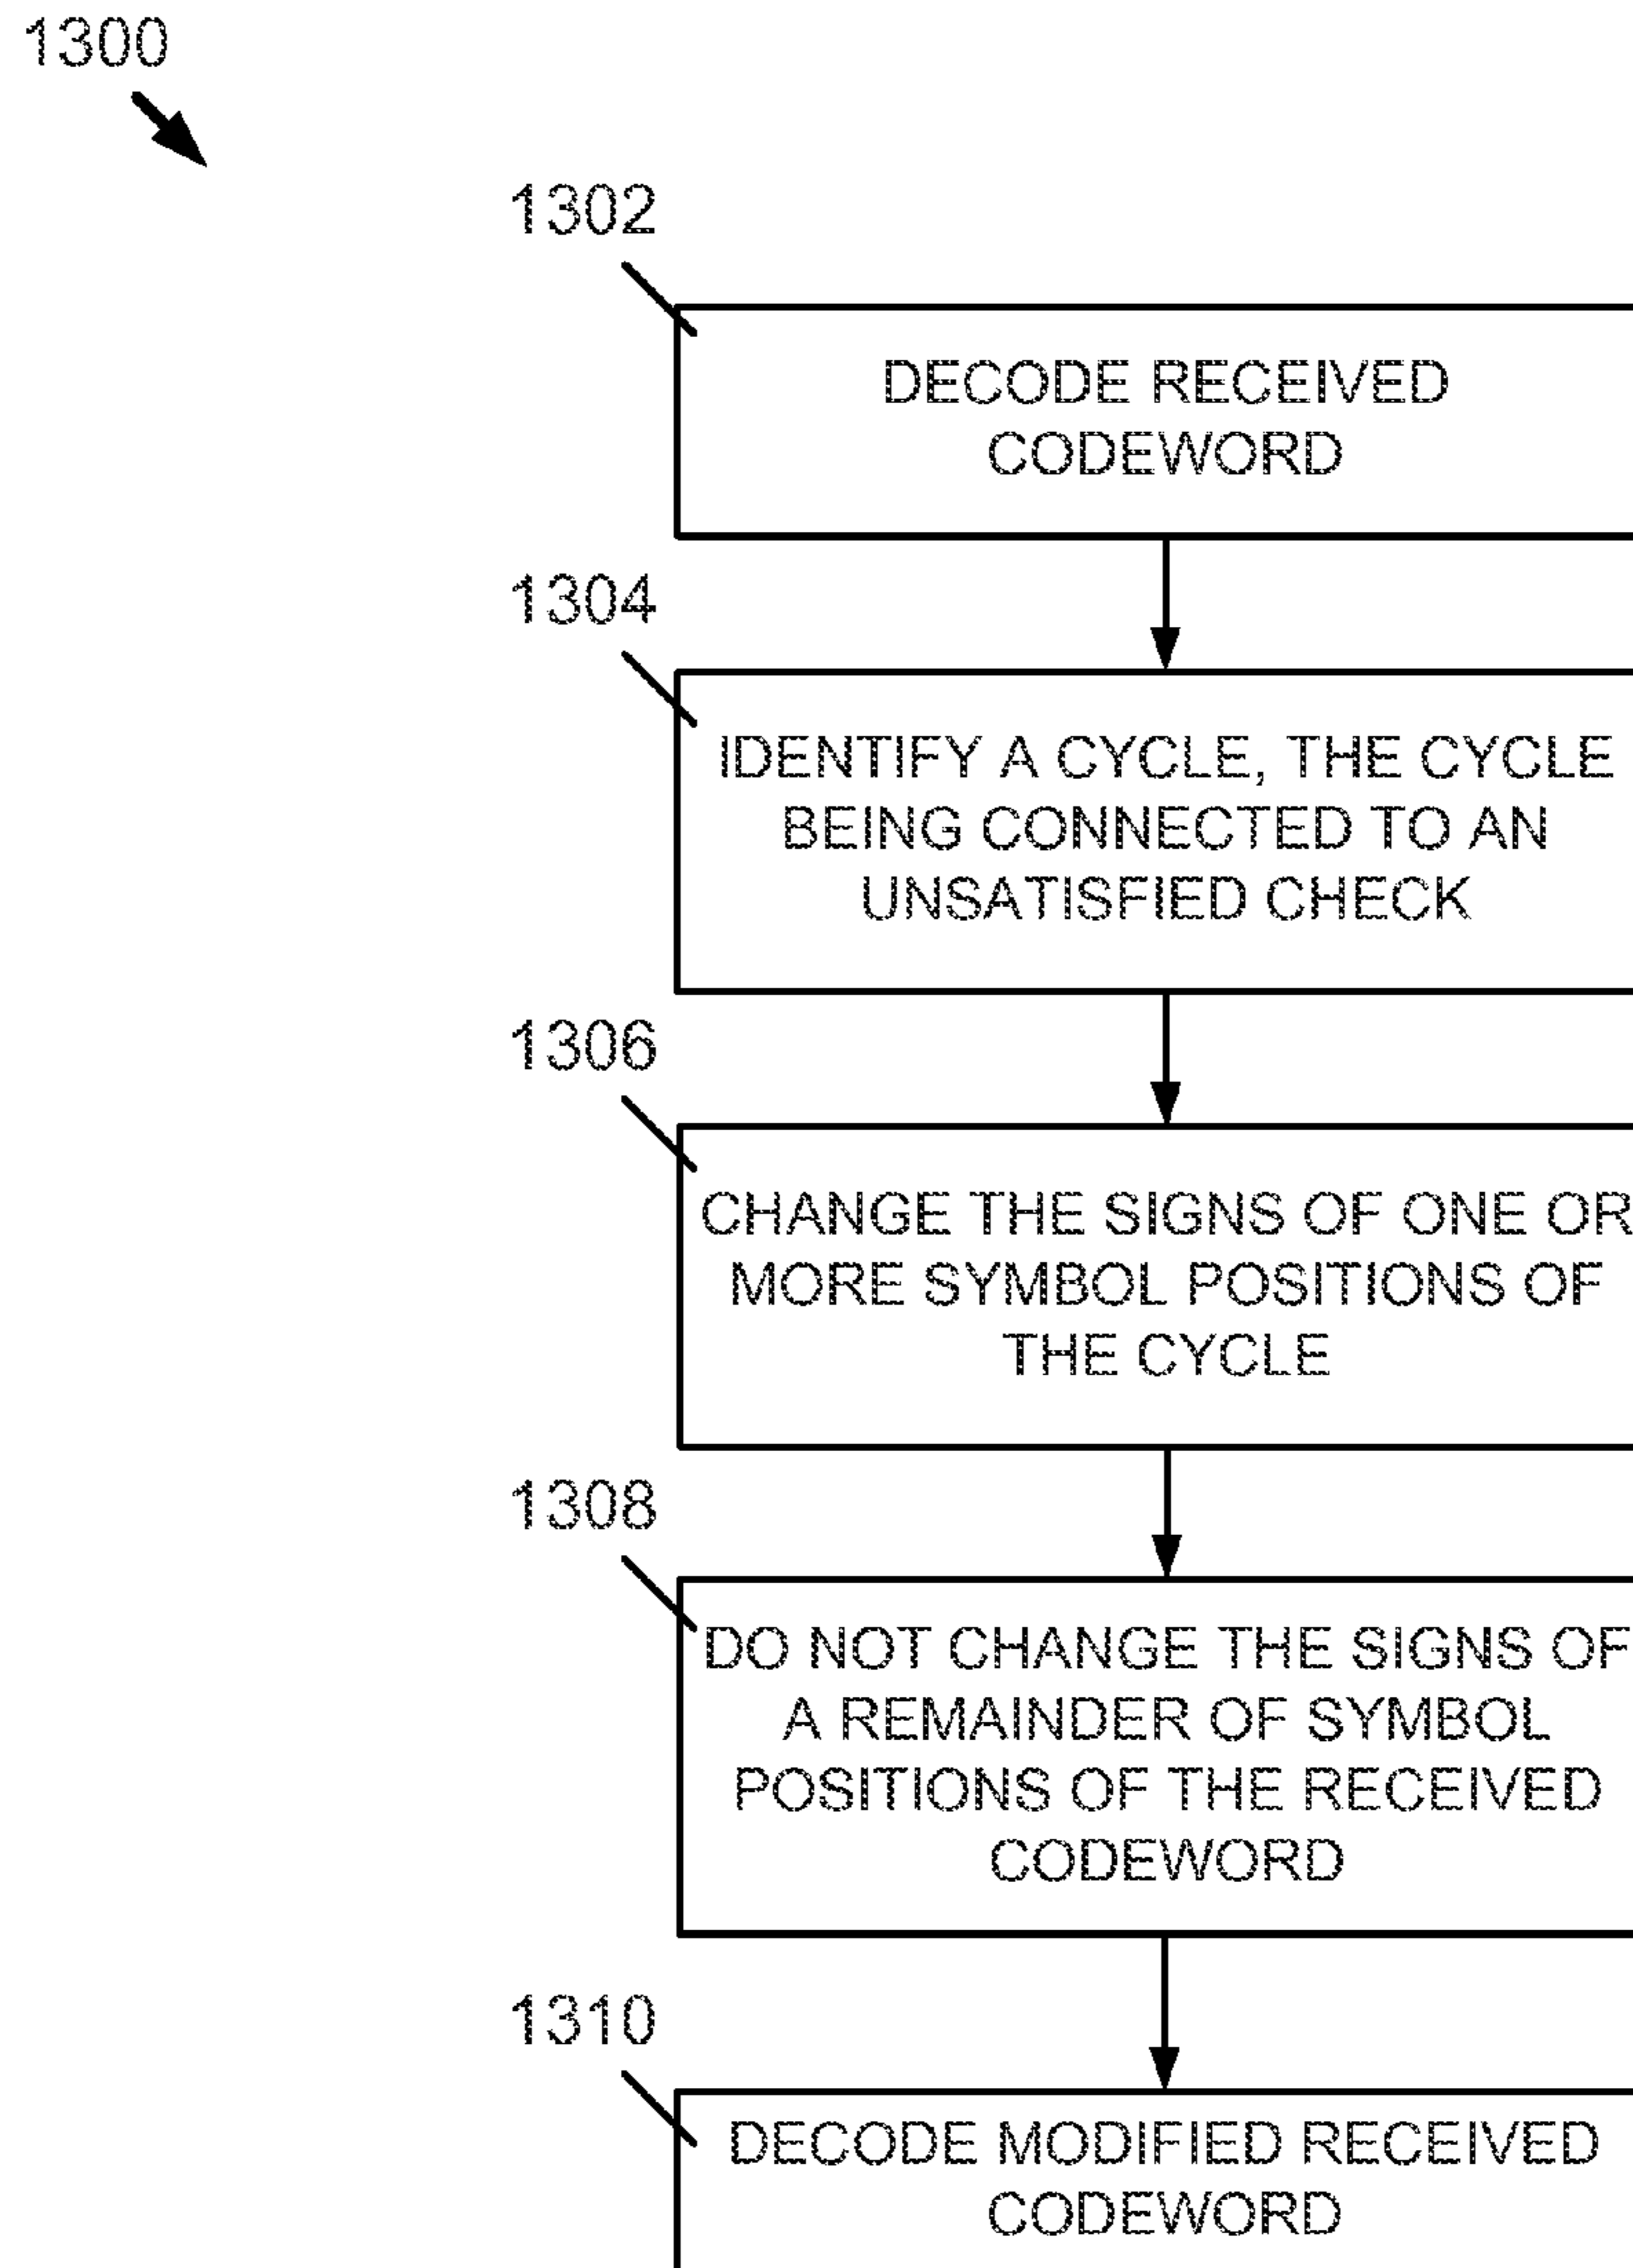 1300
1302
DECODE RECEIVED
CODEWORD
1304
IDENTIFY A CYCLE, THE CYCLE
BEING CONNECTED TO AN
UNSATISFIED CHECK
1306
CHANGE THE SIGNS OF ONE OR
MORE SYMBOL POSITIONS OF
THE CYCLE
1308
DO NOT CHANGE THE SIGNS OF
A REMAINDER OF SYMBOL
POSITIONS OF THE RECEIVED
CODEWORD
1310
DECODE MODIFIED RECEIVED
CODEWORD